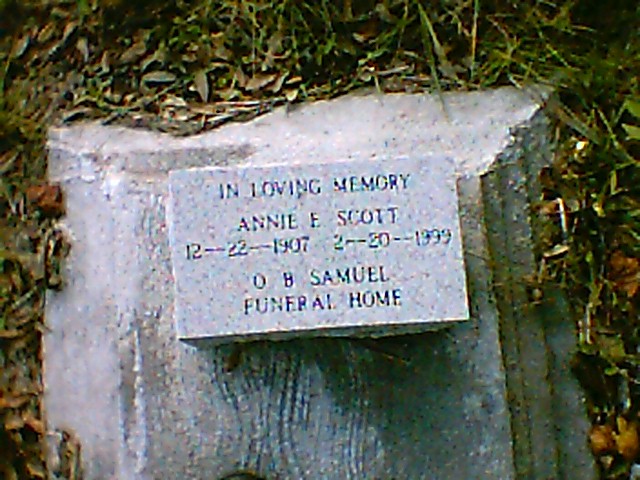 IN LOVING MEMORY
ANNIE E SCOTT
12--22--1907 2--20--1999
O B SAMUEL
FUNERAL HOME